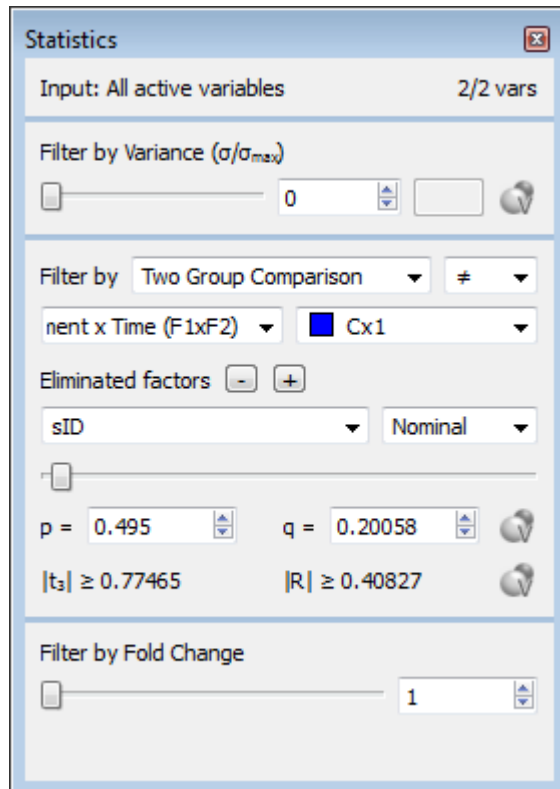 Statistics
Input: All active variables 2/2 vars
Filter by Variance (σ/σmax)
0
Filter by Two Group Comparison ≠
nent x Time (F1xF2) Cx1
Eliminated factors - +
sID Nominal
p = 0.495 q = 0.20058
|t₃| ≥ 0.77465 |R| ≥ 0.40827
Filter by Fold Change
1